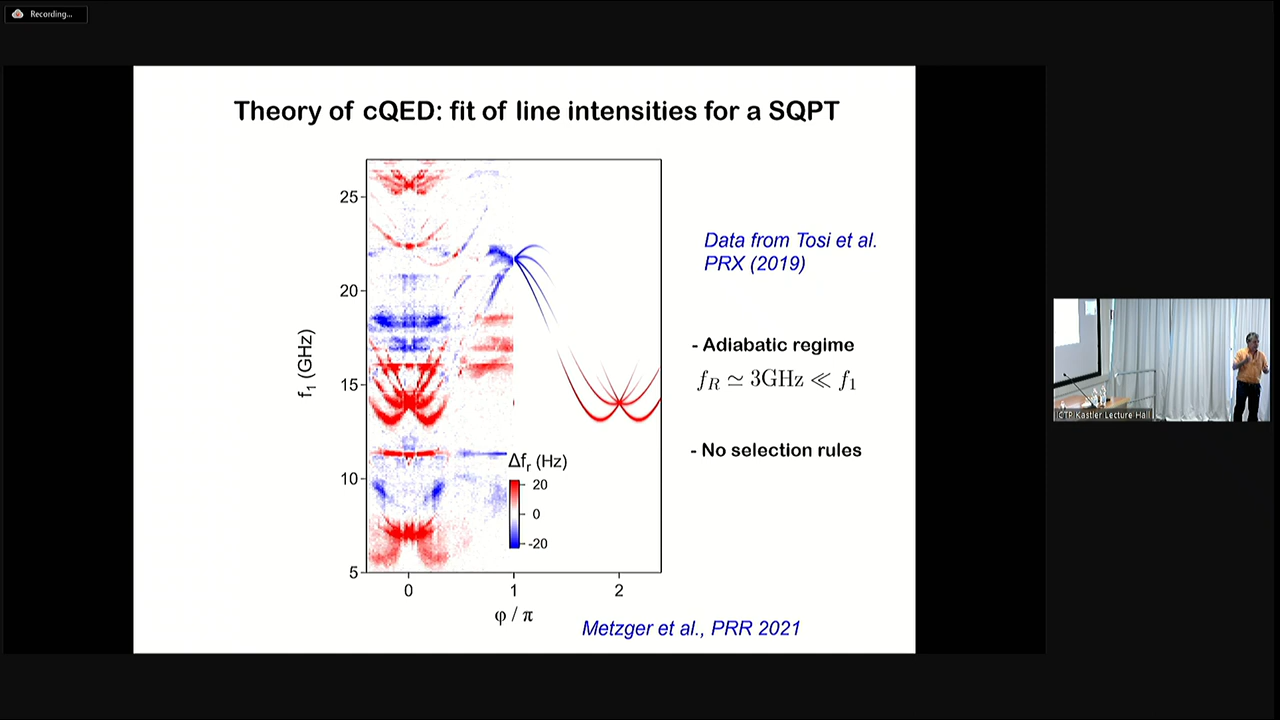 Recording...
Theory of cQED: fit of line intensities for a SQPT
25
20
15
10
5
f1 (GHz)
0
1
2
φ / π
Δfr (Hz)
20
0
-20
Data from Tosi et al.
PRX (2019)
- Adiabatic regime
fR ≃ 3GHz ≪ f1
- No selection rules
Metzger et al., PRR 2021
ICTP Kastler Lecture Hall